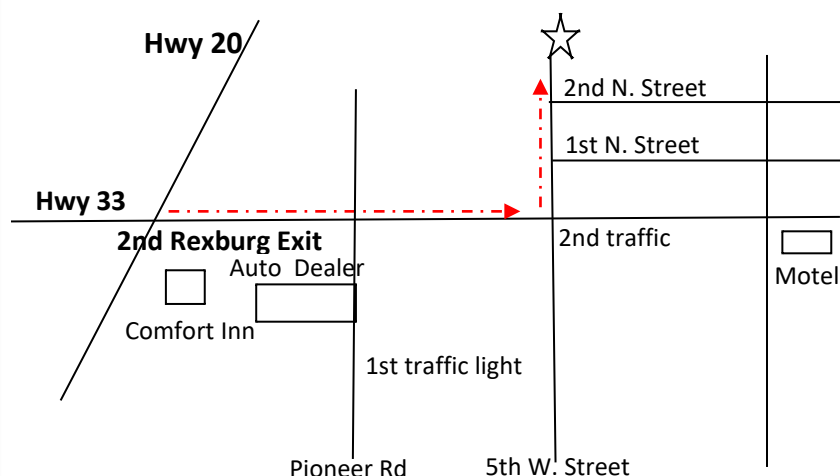 Hwy 20
2nd N. Street
1st N. Street
Hwy 33
2nd Rexburg Exit
2nd traffic
Auto Dealer
Motel
Comfort Inn
1st traffic light
Pioneer Rd
5th W. Street